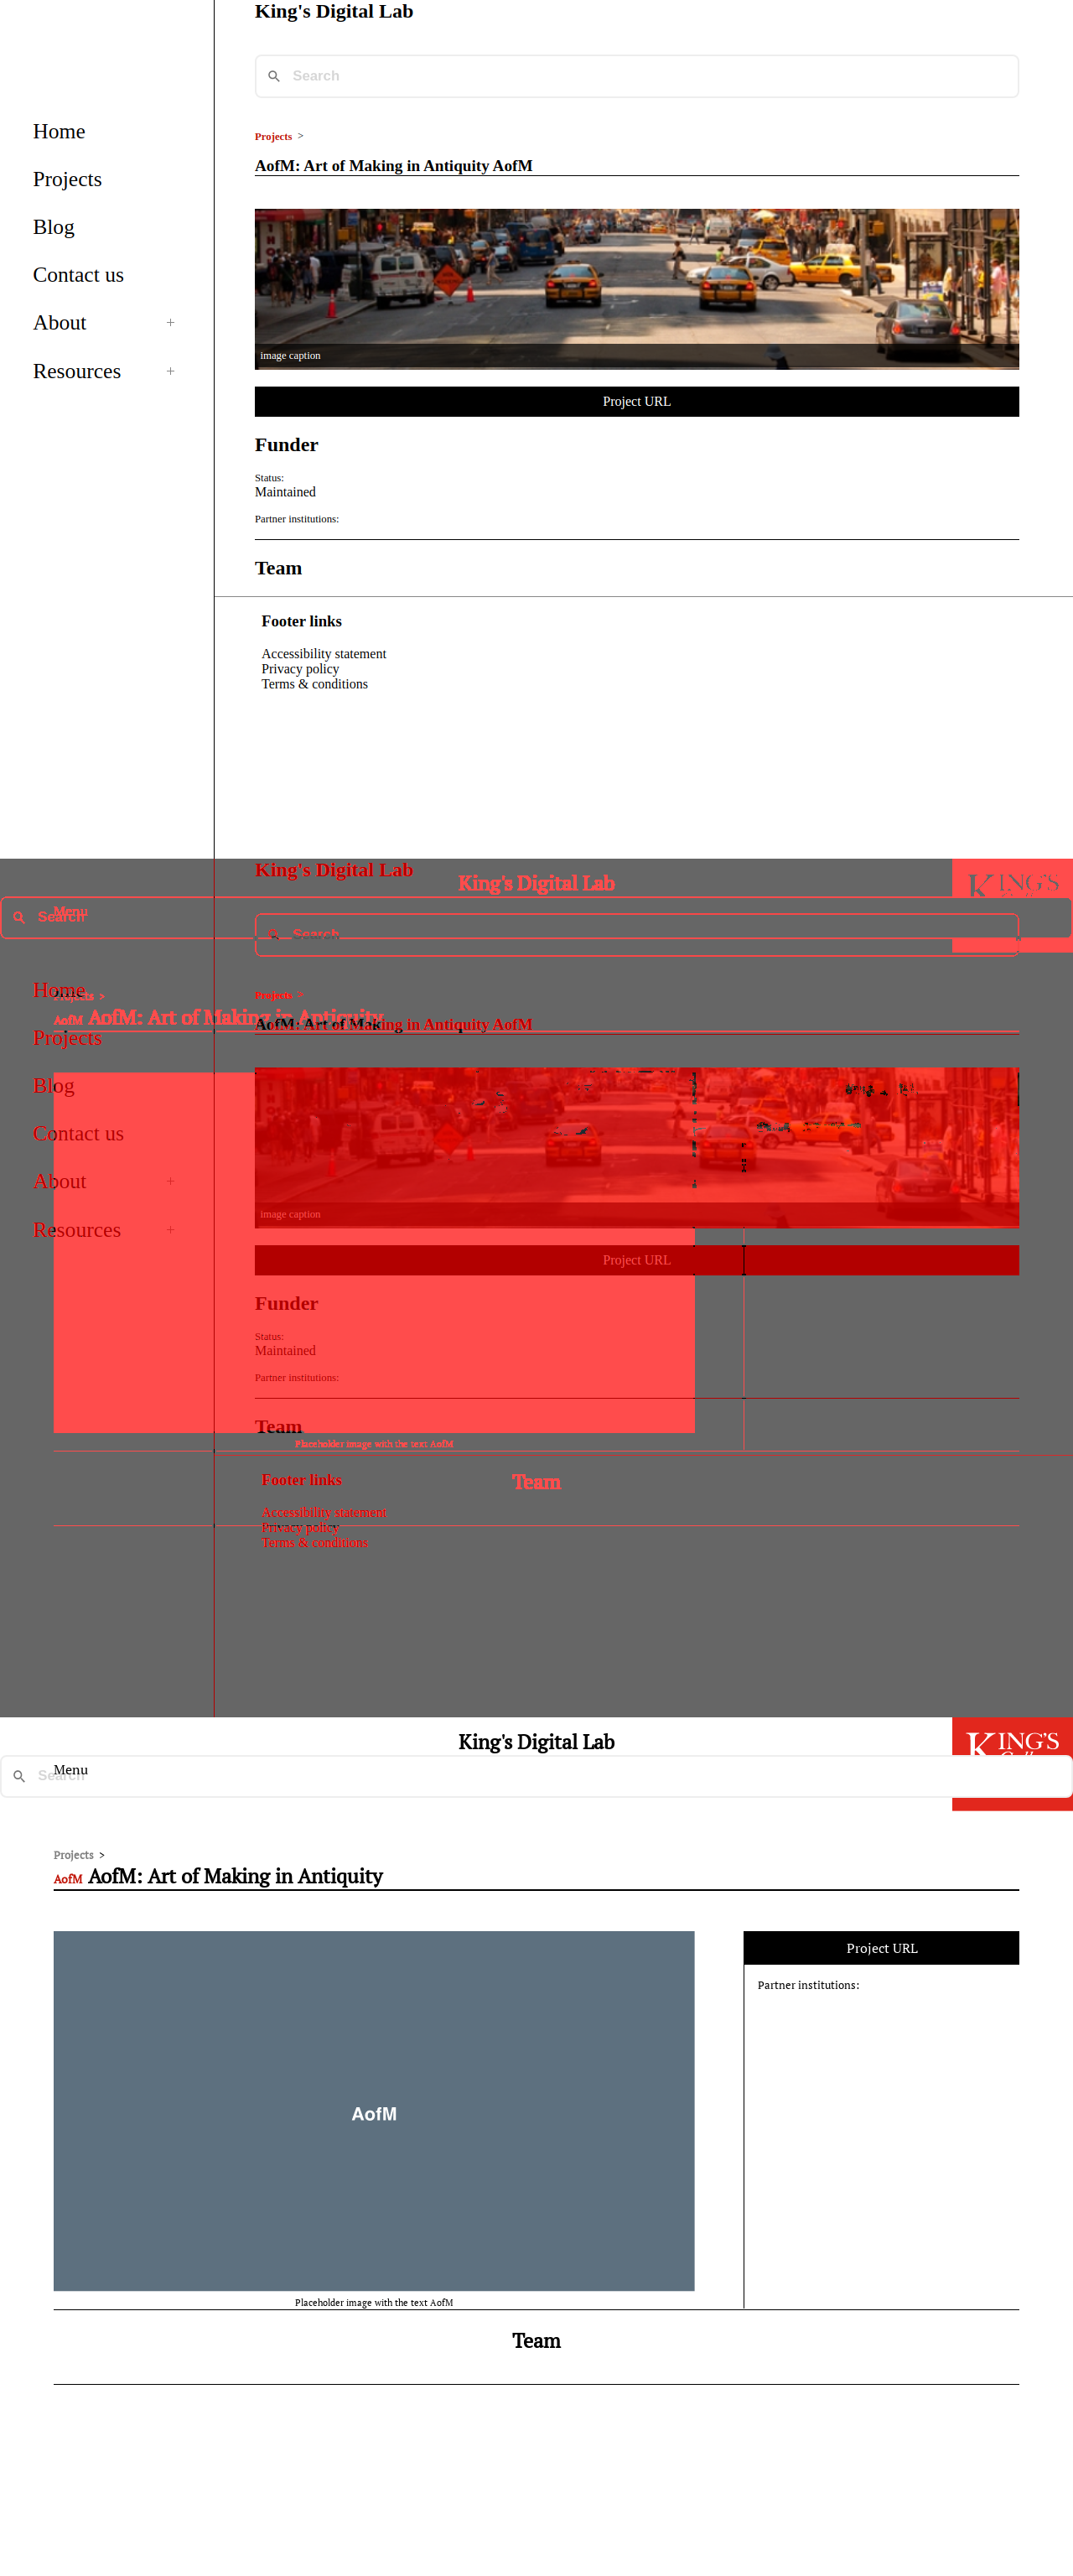 King's Digital Lab
Search
Home
Projects >
Projects
AofM: Art of Making in Antiquity AofM
Blog
Contact us
About +
image caption
Resources +
Project URL
Funder
Status:
Maintained
Partner institutions:
Team
Footer links
Accessibility statement
Privacy policy
Terms & conditions
King's Digital Lab
King's Digital Lab
KING'S
Menu
Search
Search
Home
Projects >
Projects >
AofM AofM: Art of Making in Antiquity
AofM: Art of Making in Antiquity AofM
Projects
Blog
Contact us
About +
image caption
Resources +
Project URL
Funder
Status:
Maintained
Partner institutions:
Team
Placeholder image with the text AofM
Footer links
Team
Accessibility statement
Privacy policy
Terms & conditions
King's Digital Lab
KING'S
Menu
Search
Projects >
AofM AofM: Art of Making in Antiquity
Project URL
Partner institutions:
AofM
Placeholder image with the text AofM
Team